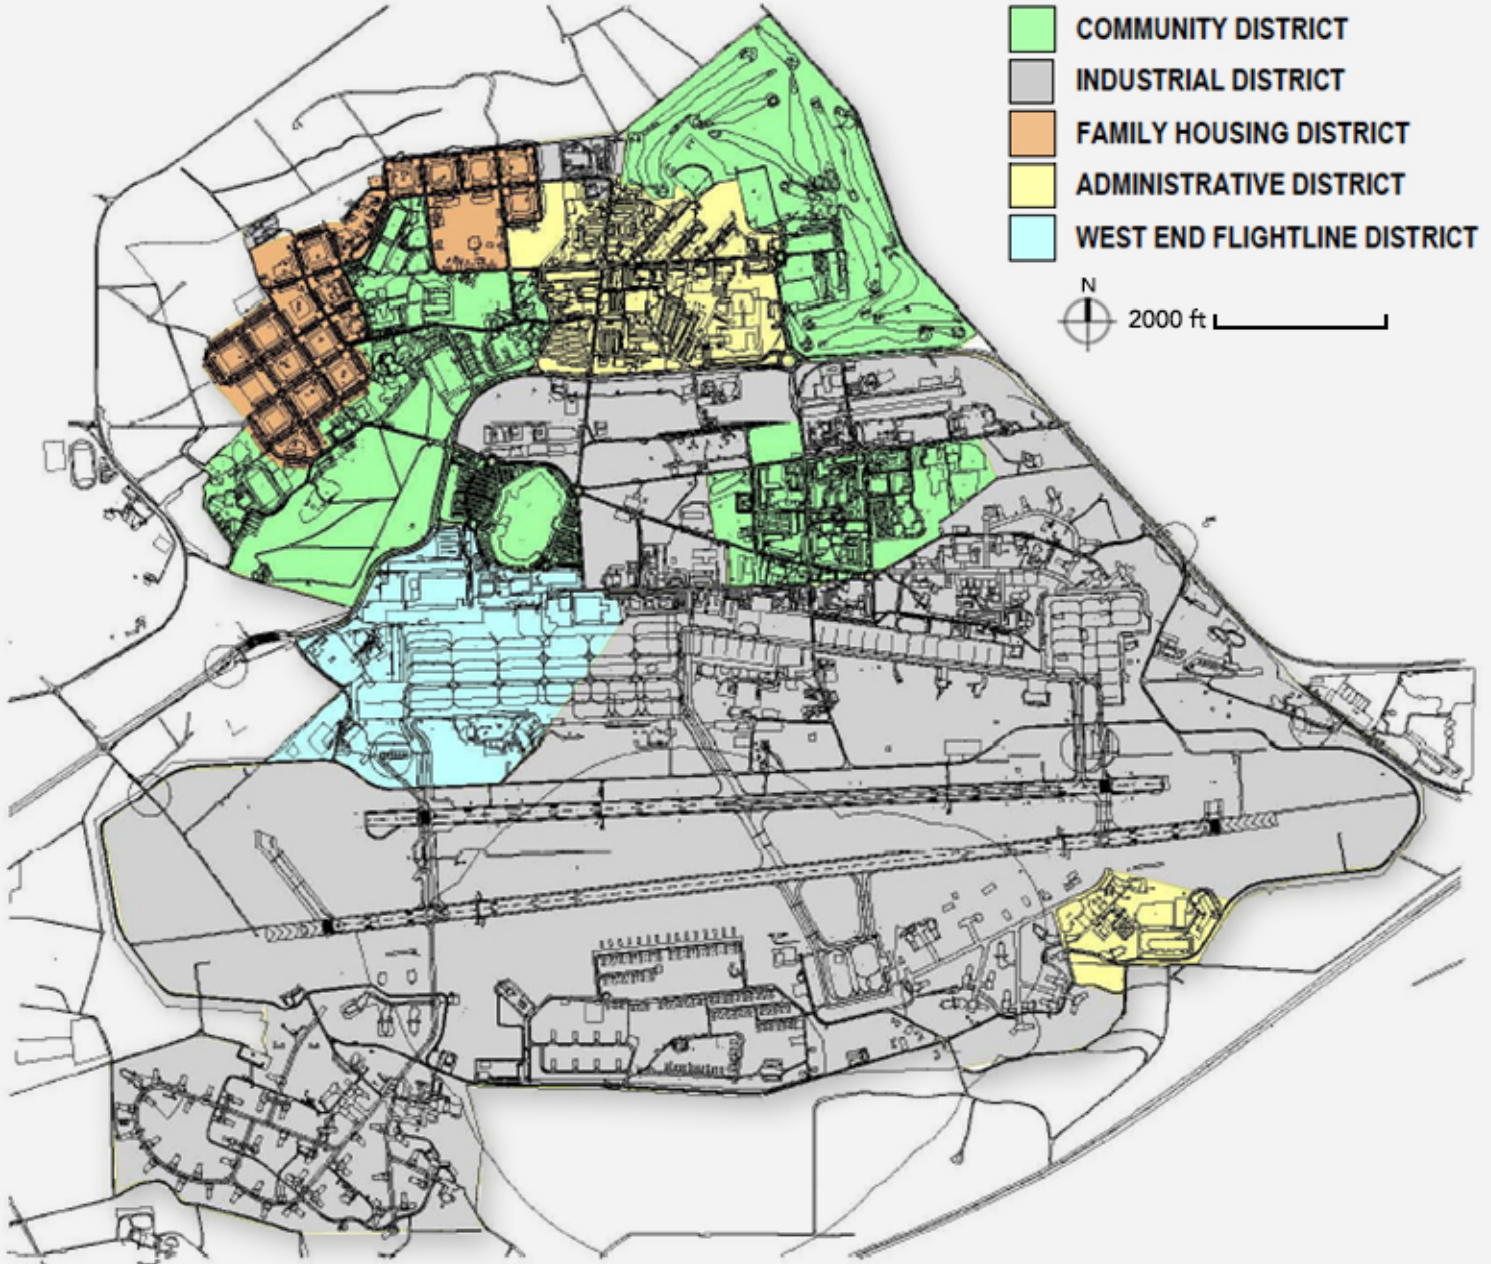 COMMUNITY DISTRICT
INDUSTRIAL DISTRICT
FAMILY HOUSING DISTRICT
ADMINISTRATIVE DISTRICT
WEST END FLIGHTLINE DISTRICT
N
2000 ft